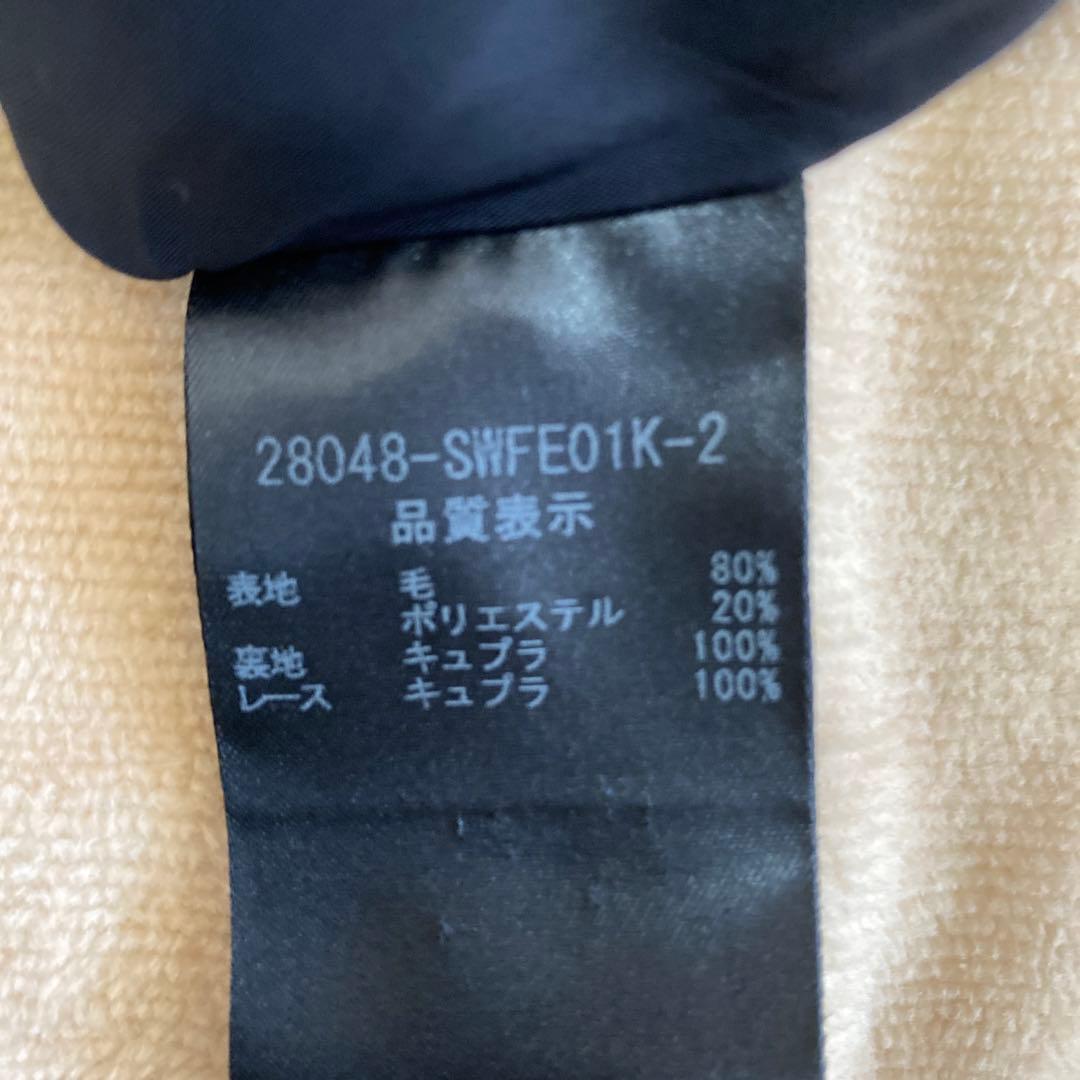 28048-SWFE01K-2
品質表示
表地 毛 80%
ポリエステル 20%
裏地 キュプラ 100%
レース キュプラ 100%